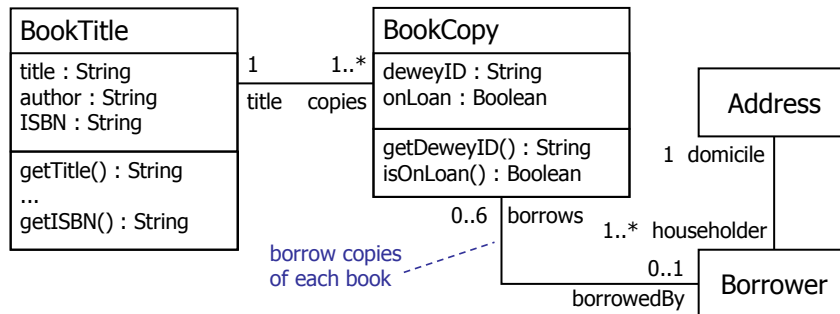 BookTitle
title : String
author : String
ISBN : String
getTitle() : String
...
getISBN() : String
1
1..*
title
copies
BookCopy
deweyID : String
onLoan : Boolean
getDeweyID() : String
isOnLoan() : Boolean
Address
1 domicile
0..6 borrows
1..* householder
borrow copies
of each book
0..1
borrowedBy
Borrower